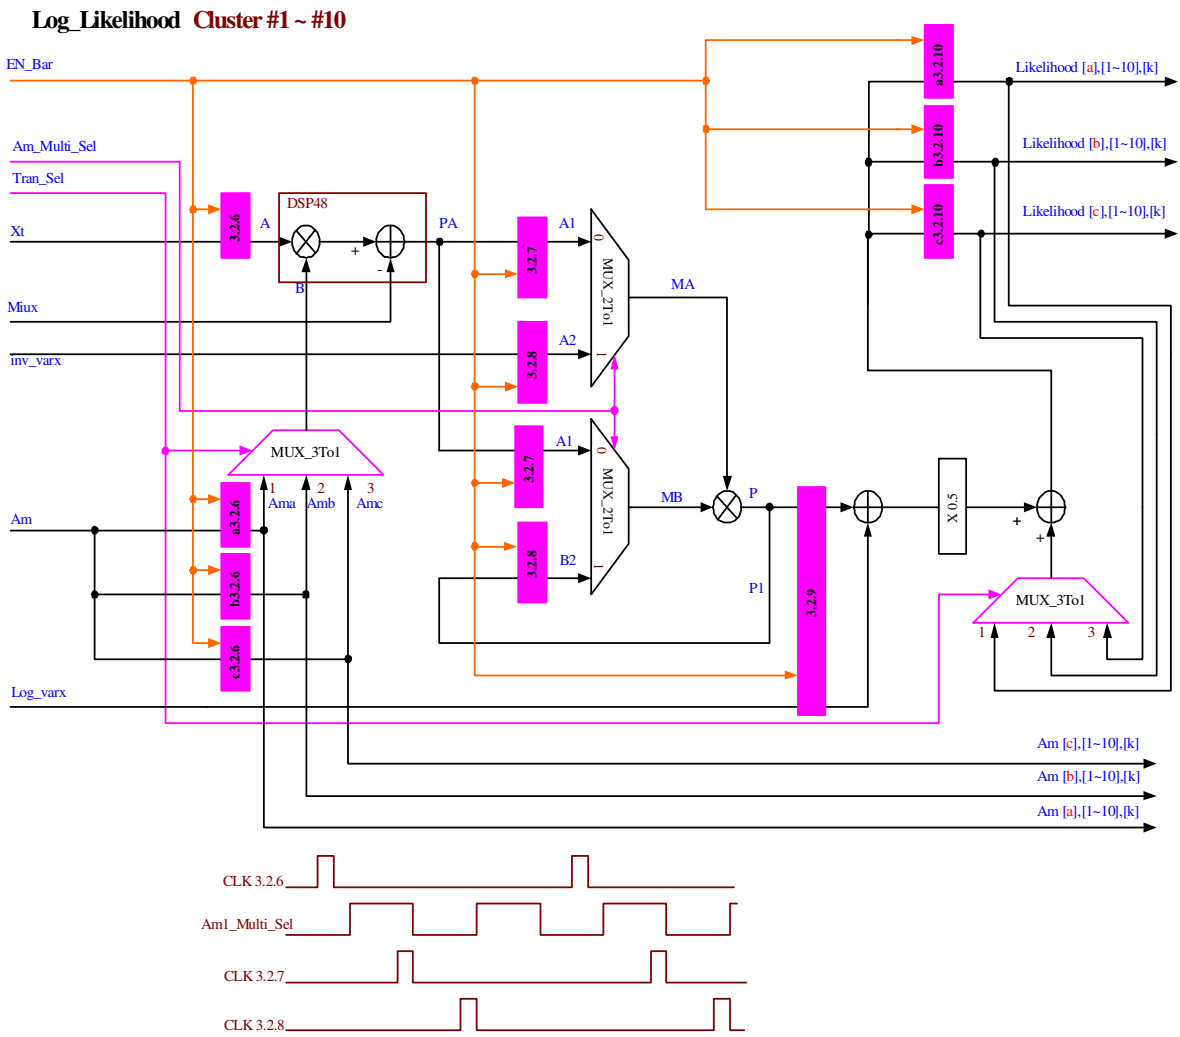 Log_Likelihood Cluster #1 ~ #10
EN_Bar
a3.2.10
Likelihood [a],[1~10],[k]
Am_Multi_Sel
b3.2.10
Likelihood [b],[1~10],[k]
Tran_Sel
c3.2.10
Likelihood [c],[1~10],[k]
Xt
3.2.6
A
DSP48
+
-
B
PA
3.2.7
A1
0
MUX_2To1
1
MA
Miux
inv_varx
3.2.8
A2
MUX_3To1
1
2
3
Ama
Amb
Amc
3.2.7
A1
0
MUX_2To1
1
MB
P
3.2.8
B2
P1
3.2.9
X 0.5
+
+
MUX_3To1
1
2
3
Am
a3.2.6
b3.2.6
c3.2.6
Log_varx
Am [c],[1~10],[k]
Am [b],[1~10],[k]
Am [a],[1~10],[k]
CLK 3.2.6
Am1_Multi_Sel
CLK 3.2.7
CLK 3.2.8